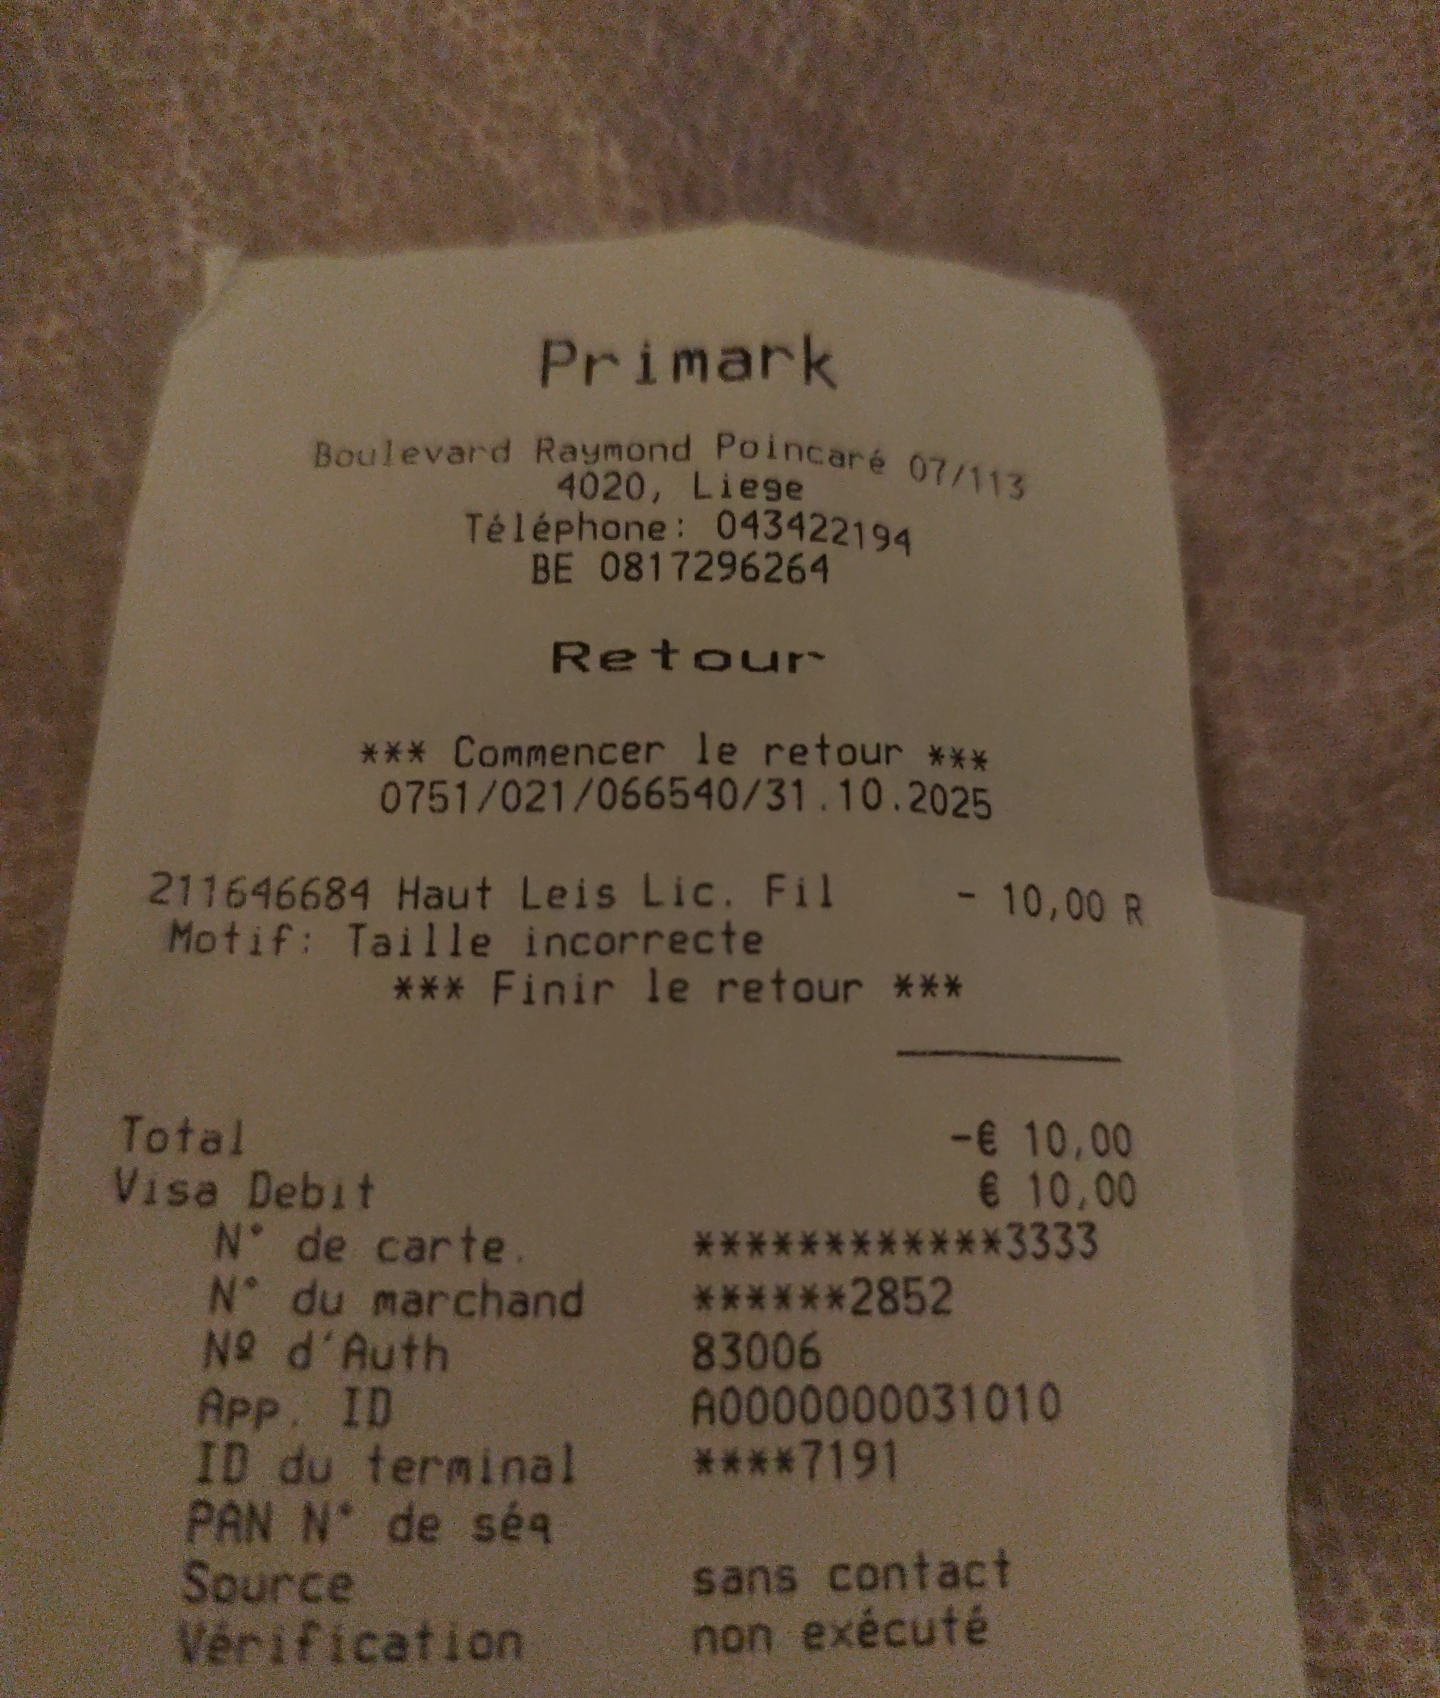 Primark
Boulevard Raymond Poincaré 07/113
4020, Liege
Téléphone: 043422194
BE 0817296264
Retour
*** Commencer le retour ***
0751/021/066540/31.10.2025
211646684 Haut Leis Lic. Fil - 10,00 R
Motif: Taille incorrecte
*** Finir le retour ***
Total -€ 10,00
Visa Debit € 10,00
N° de carte. ************3333
N° du marchand ******2852
Nº d'Auth 83006
App. ID A0000000031010
ID du terminal ****7191
PAN N° de séq
Source sans contact
Vérification non exécuté